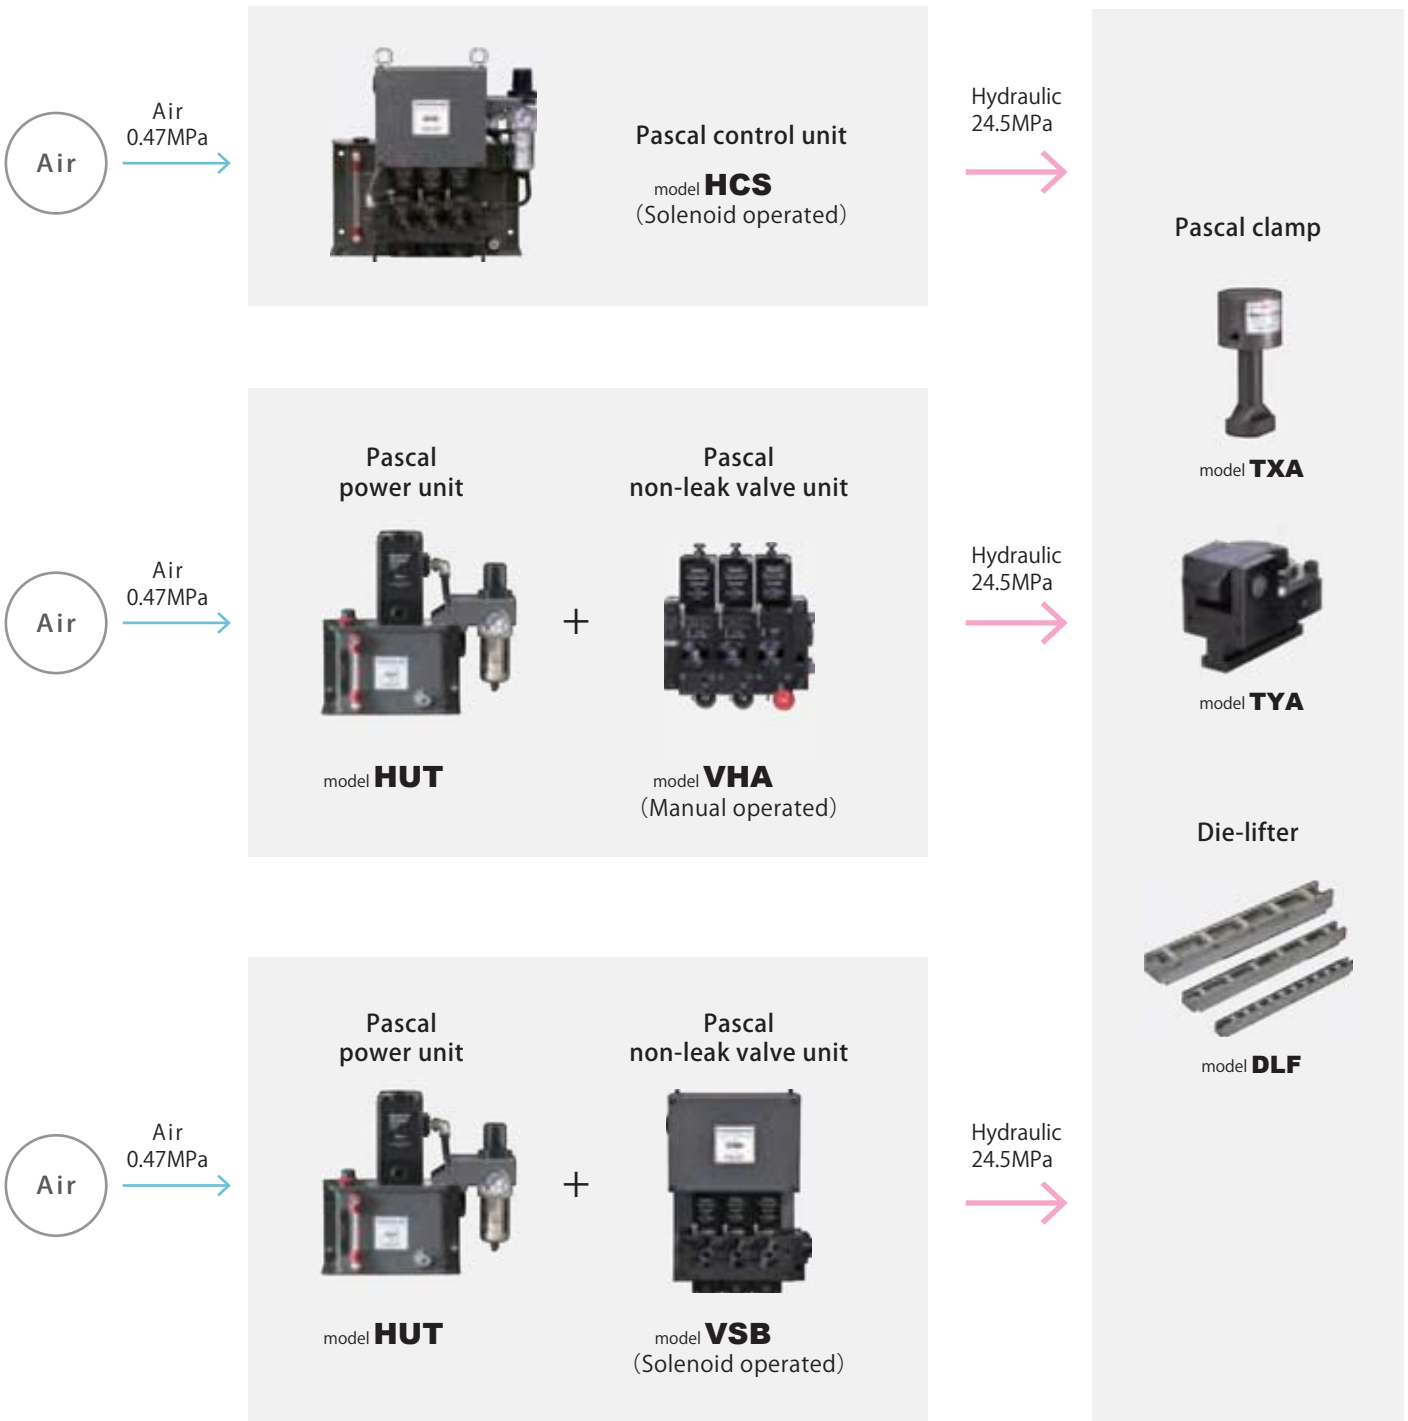 Air
Air
0.47MPa
Pascal control unit
model HCS
（Solenoid operated）
Hydraulic
24.5MPa
Pascal clamp
model TXA
Air
Air
0.47MPa
Pascal
power unit
model HUT
+
Pascal
non-leak valve unit
model VHA
（Manual operated）
Hydraulic
24.5MPa
model TYA
Die-lifter
model DLF
Air
Air
0.47MPa
Pascal
power unit
model HUT
+
Pascal
non-leak valve unit
model VSB
（Solenoid operated）
Hydraulic
24.5MPa